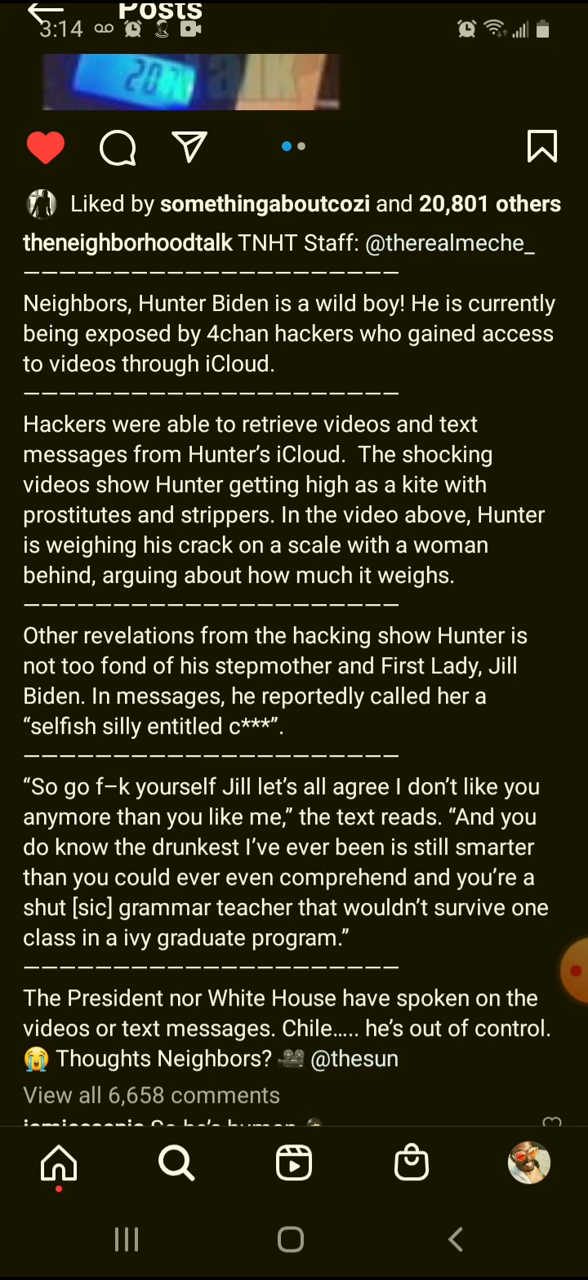 Posts
3:14
20.7
Liked by somethingaboutcozi and 20,801 others
theneighborhoodtalk TNHT Staff: @therealmeche_
—————————————————————
Neighbors, Hunter Biden is a wild boy! He is currently
being exposed by 4chan hackers who gained access
to videos through iCloud.
—————————————————————
Hackers were able to retrieve videos and text
messages from Hunter’s iCloud.  The shocking
videos show Hunter getting high as a kite with
prostitutes and strippers. In the video above, Hunter
is weighing his crack on a scale with a woman
behind, arguing about how much it weighs.
—————————————————————
Other revelations from the hacking show Hunter is
not too fond of his stepmother and First Lady, Jill
Biden. In messages, he reportedly called her a
“selfish silly entitled c***”.
—————————————————————
“So go f–k yourself Jill let’s all agree I don’t like you
anymore than you like me,” the text reads. “And you
do know the drunkest I’ve ever been is still smarter
than you could ever even comprehend and you’re a
shut [sic] grammar teacher that wouldn’t survive one
class in a ivy graduate program.”
—————————————————————
The President nor White House have spoken on the
videos or text messages. Chile….. he’s out of control.
😭 Thoughts Neighbors? 🎥 @thesun
View all 6,658 comments